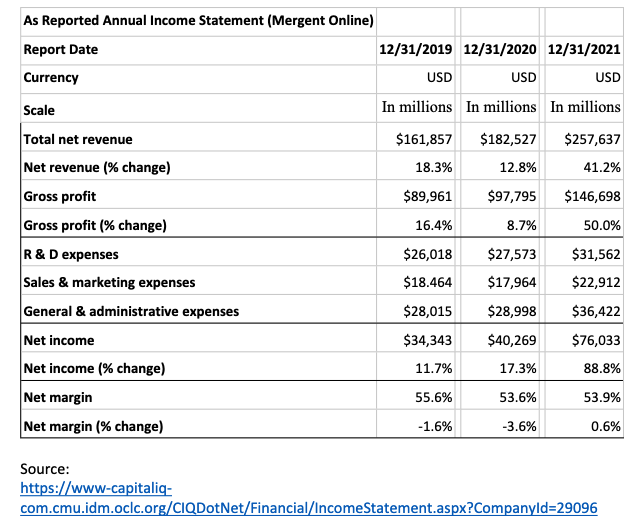 As Reported Annual Income Statement (Mergent Online)
Report Date 12/31/2019 12/31/2020 12/31/2021
Currency USD USD USD
Scale In millions In millions In millions
Total net revenue $161,857 $182,527 $257,637
Net revenue (% change) 18.3% 12.8% 41.2%
Gross profit $89,961 $97,795 $146,698
Gross profit (% change) 16.4% 8.7% 50.0%
R & D expenses $26,018 $27,573 $31,562
Sales & marketing expenses $18.464 $17,964 $22,912
General & administrative expenses $28,015 $28,998 $36,422
Net income $34,343 $40,269 $76,033
Net income (% change) 11.7% 17.3% 88.8%
Net margin 55.6% 53.6% 53.9%
Net margin (% change) -1.6% -3.6% 0.6%
Source:
https://www-capitaliq-
com.cmu.idm.oclc.org/CIQDotNet/Financial/IncomeStatement.aspx?CompanyId=29096